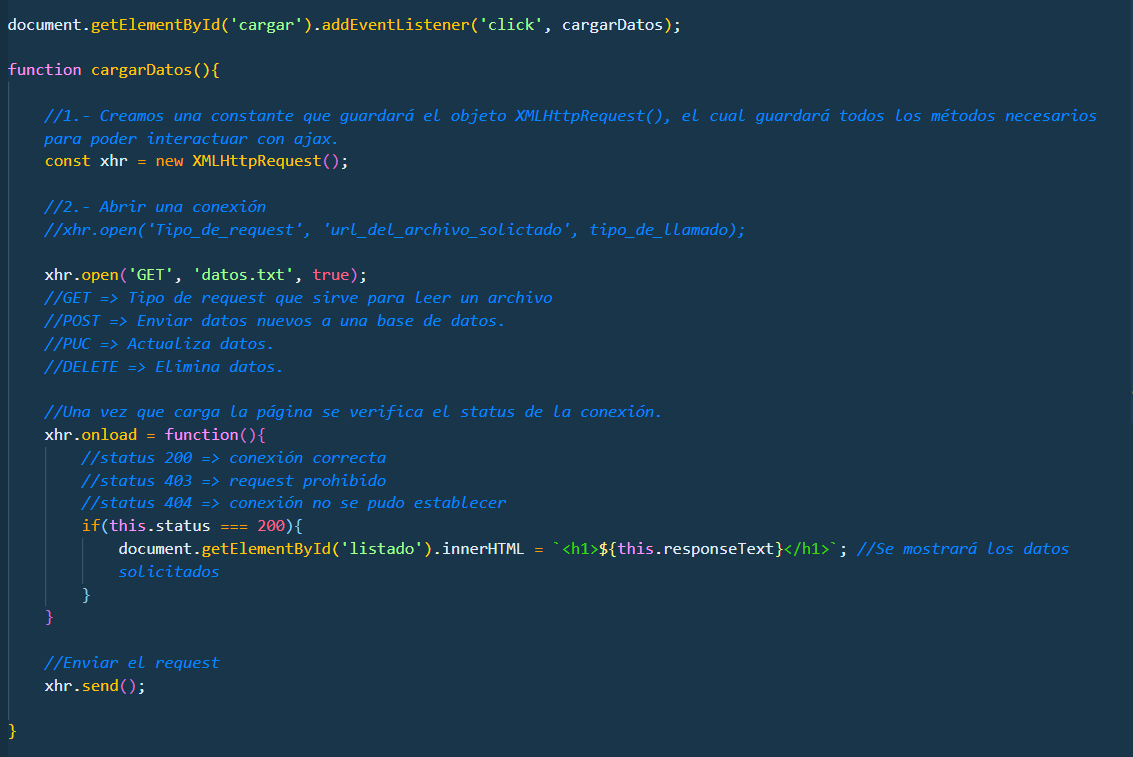 document.getElementById('cargar').addEventListener('click', cargarDatos);
function cargarDatos(){
//1.- Creamos una constante que guardará el objeto XMLHttpRequest(), el cual guardará todos los métodos necesarios
para poder interactuar con ajax.
const xhr = new XMLHttpRequest();
//2.- Abrir una conexión
//xhr.open('Tipo_de_request', 'url_del_archivo_solictado', tipo_de_llamado);
xhr.open('GET', 'datos.txt', true);
//GET => Tipo de request que sirve para leer un archivo
//POST => Enviar datos nuevos a una base de datos.
//PUC => Actualiza datos.
//DELETE => Elimina datos.
//Una vez que carga la página se verifica el status de la conexión.
xhr.onload = function(){
//status 200 => conexión correcta
//status 403 => request prohibido
//status 404 => conexión no se pudo establecer
if(this.status === 200){
document.getElementById('listado').innerHTML = `<h1>${this.responseText}</h1>`; //Se mostrará los datos
solicitados
}
}
//Enviar el request
xhr.send();
}